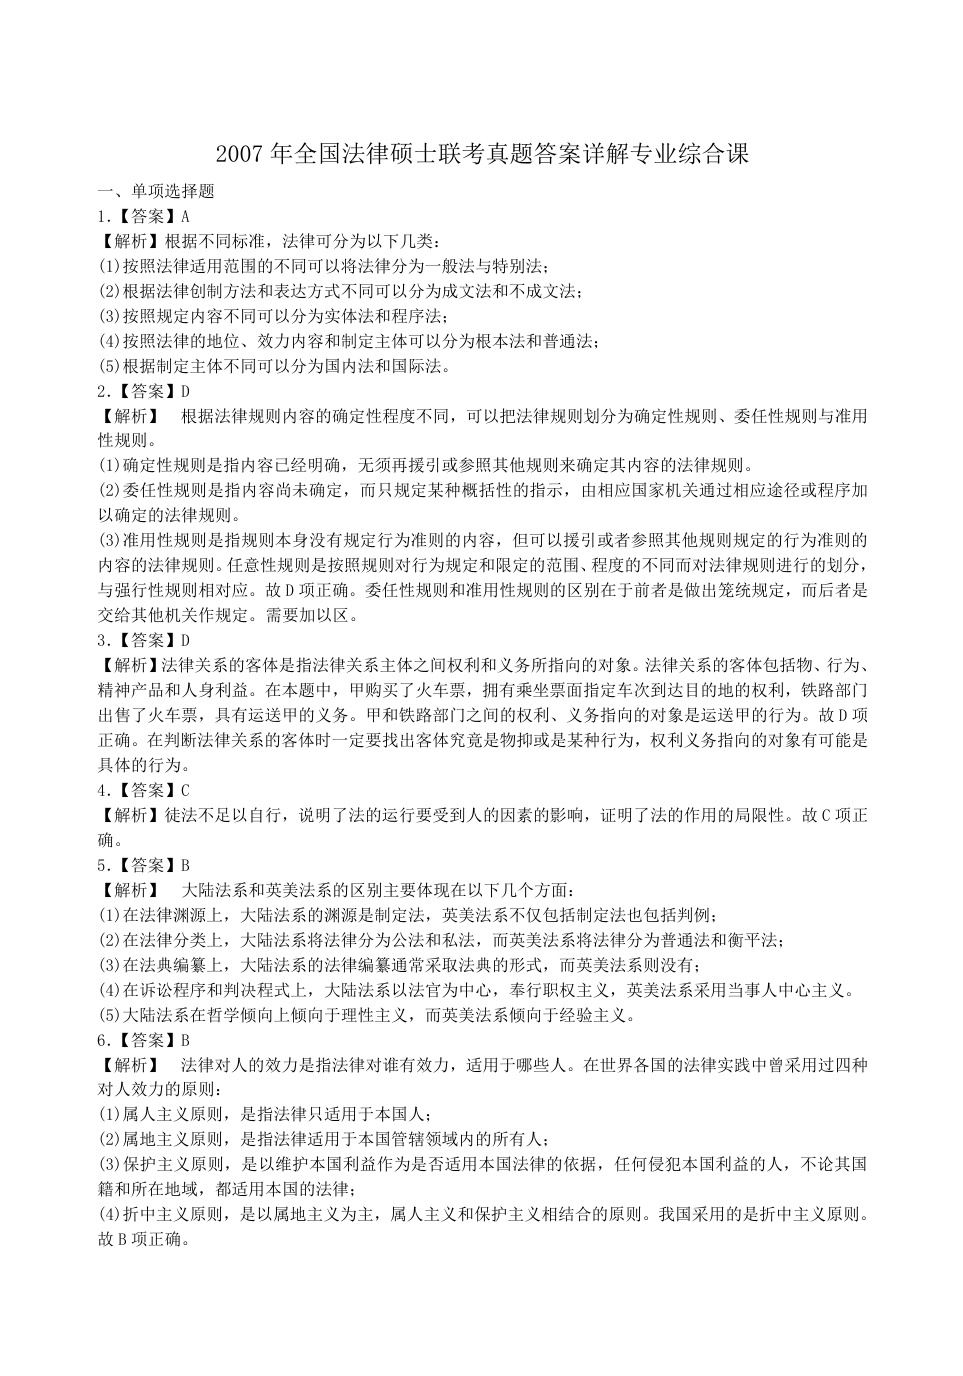 2007 年全国法律硕士联考真题答案详解专业综合课
一、单项选择题
1.【答案】A
【解析】根据不同标准，法律可分为以下几类：
(1)按照法律适用范围的不同可以将法律分为一般法与特别法；
(2)根据法律创制方法和表达方式不同可以分为成文法和不成文法；
(3)按照规定内容不同可以分为实体法和程序法；
(4)按照法律的地位、效力内容和制定主体可以分为根本法和普通法；
(5)根据制定主体不同可以分为国内法和国际法。
2.【答案】D
【解析】　根据法律规则内容的确定性程度不同，可以把法律规则划分为确定性规则、委任性规则与准用
性规则。
(1)确定性规则是指内容已经明确，无须再援引或参照其他规则来确定其内容的法律规则。
(2)委任性规则是指内容尚未确定，而只规定某种概括性的指示，由相应国家机关通过相应途径或程序加
以确定的法律规则。
(3)准用性规则是指规则本身没有规定行为准则的内容，但可以援引或者参照其他规则规定的行为准则的
内容的法律规则。任意性规则是按照规则对行为规定和限定的范围、程度的不同而对法律规则进行的划分，
与强行性规则相对应。故 D 项正确。委任性规则和准用性规则的区别在于前者是做出笼统规定，而后者是
交给其他机关作规定。需要加以区。
3.【答案】D
【解析】法律关系的客体是指法律关系主体之间权利和义务所指向的对象。法律关系的客体包括物、行为、
精神产品和人身利益。在本题中，甲购买了火车票，拥有乘坐票面指定车次到达目的地的权利，铁路部门
出售了火车票，具有运送甲的义务。甲和铁路部门之间的权利、义务指向的对象是运送甲的行为。故 D 项
正确。在判断法律关系的客体时一定要找出客体究竟是物抑或是某种行为，权利义务指向的对象有可能是
具体的行为。
4.【答案】C
【解析】徒法不足以自行，说明了法的运行要受到人的因素的影响，证明了法的作用的局限性。故 C 项正
确。
5.【答案】B
【解析】　大陆法系和英美法系的区别主要体现在以下几个方面：
(1)在法律渊源上，大陆法系的渊源是制定法，英美法系不仅包括制定法也包括判例；
(2)在法律分类上，大陆法系将法律分为公法和私法，而英美法系将法律分为普通法和衡平法；
(3)在法典编纂上，大陆法系的法律编纂通常采取法典的形式，而英美法系则没有；
(4)在诉讼程序和判决程式上，大陆法系以法官为中心，奉行职权主义，英美法系采用当事人中心主义。
(5)大陆法系在哲学倾向上倾向于理性主义，而英美法系倾向于经验主义。
6.【答案】B
【解析】　法律对人的效力是指法律对谁有效力，适用于哪些人。在世界各国的法律实践中曾采用过四种
对人效力的原则：
(1)属人主义原则，是指法律只适用于本国人；
(2)属地主义原则，是指法律适用于本国管辖领域内的所有人；
(3)保护主义原则，是以维护本国利益作为是否适用本国法律的依据，任何侵犯本国利益的人，不论其国
籍和所在地域，都适用本国的法律；
(4)折中主义原则，是以属地主义为主，属人主义和保护主义相结合的原则。我国采用的是折中主义原则。
故 B 项正确。